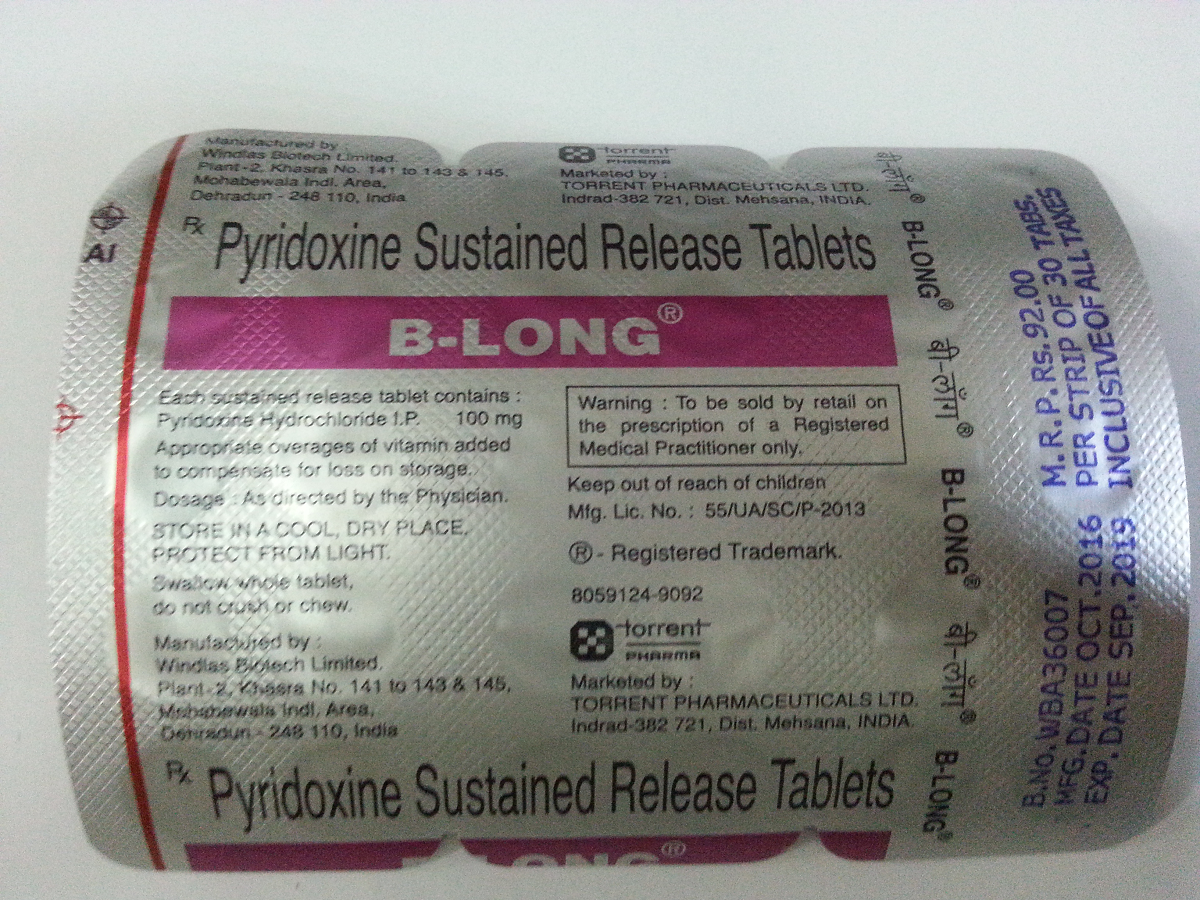 Manufactured by :
Windlas Biotech Limited.
Plant-2, Khasra No. 141 to 143 & 145,
Mohabewala Indl. Area,
Dehradun - 248 110, India
torrent
PHARMA
Marketed by :
TORRENT PHARMACEUTICALS LTD.
Indrad-382 721, Dist. Mehsana, INDIA.
Rx Pyridoxine Sustained Release Tablets
B-LONG®
Each sustained release tablet contains :
Pyridoxine Hydrochloride I.P. 100 mg
Appropriate overages of vitamin added
to compensate for loss on storage.
Dosage : As directed by the Physician.
STORE IN A COOL, DRY PLACE.
PROTECT FROM LIGHT.
Swallow whole tablet,
do not crush or chew.
Manufactured by :
Windlas Biotech Limited.
Plant-2, Khasra No. 141 to 143 & 145,
Mohabewala Indl. Area,
Dehradun - 248 110, India
Warning : To be sold by retail on
the prescription of a Registered
Medical Practitioner only.
Keep out of reach of children
Mfg. Lic. No. : 55/UA/SC/P-2013
® - Registered Trademark.
8059124-9092
torrent
PHARMA
Marketed by :
TORRENT PHARMACEUTICALS LTD.
Indrad-382 721, Dist. Mehsana, INDIA.
Rx Pyridoxine Sustained Release Tablets
B-LONG®
AI
बी-लॉंग® B-LONG® बी-लॉंग® B-LONG® बी-लॉंग® B-LONG®
B.No.WBA36007 M.R.P.Rs.92.00
MFG.DATE OCT.2016 PER STRIP OF 30 TABS.
EXP.DATE SEP.2019 INCLUSIVE OF ALL TAXES